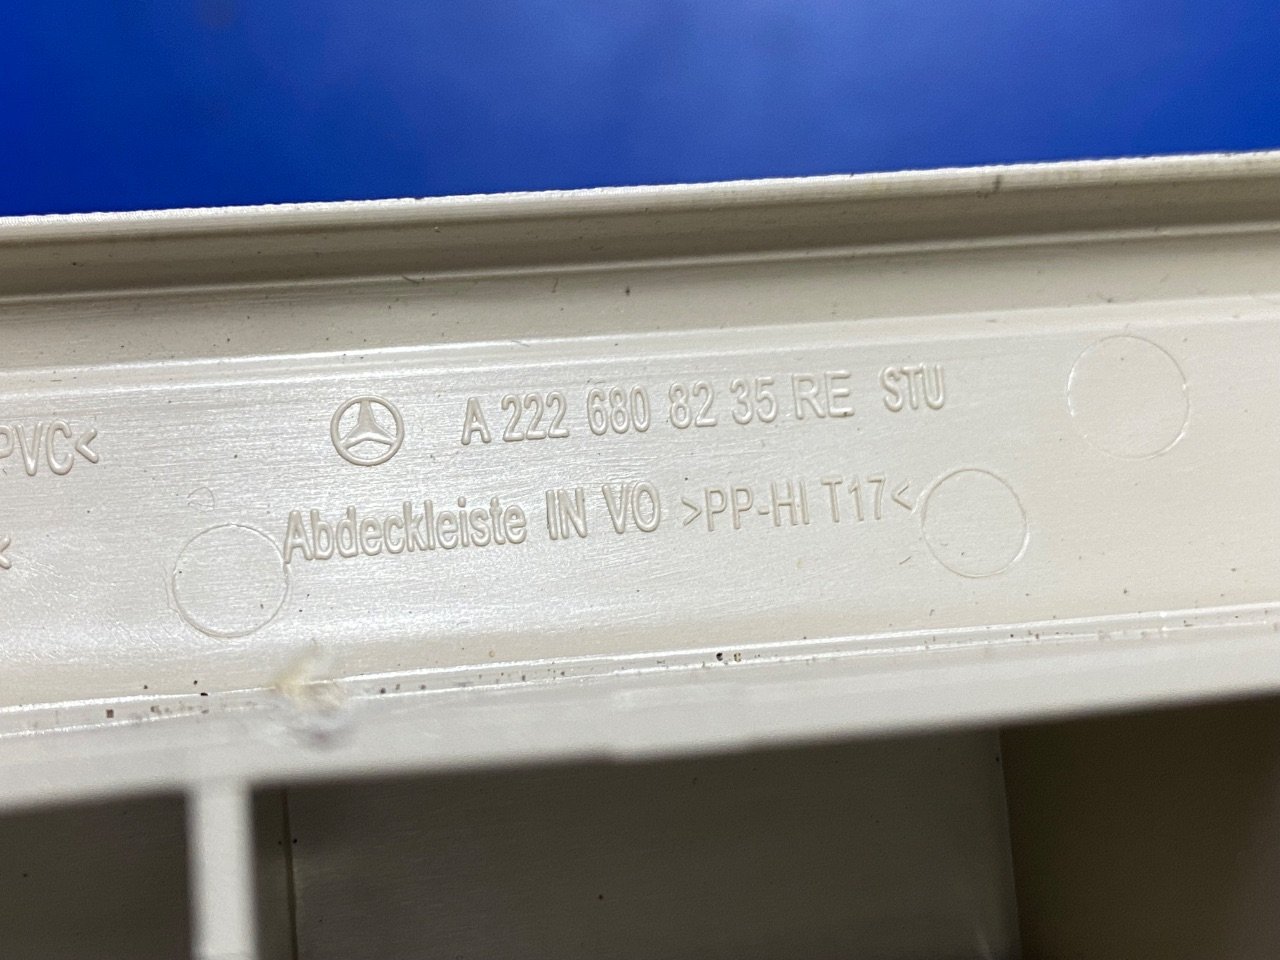 PVC<
A 222 680 82 35 RE STU
Abdeckleiste IN VO >PP-HI T17<
<